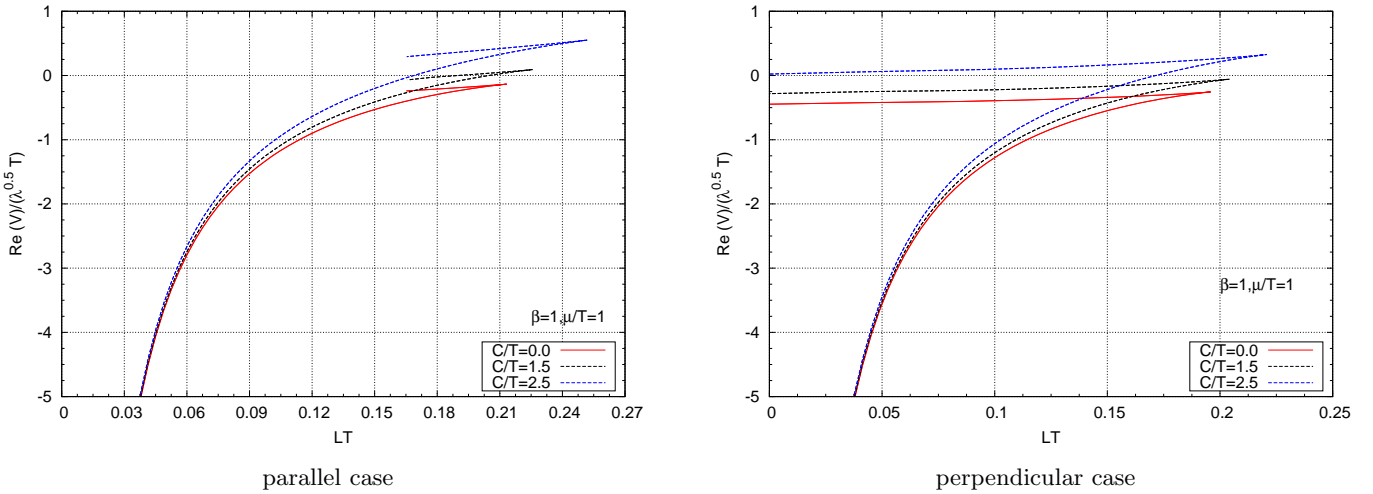 1
0
-1
-2
-3
-4
-5
Re (V)/(λ^0.5 T)
β=1,μ/T=1
C/T=0.0
C/T=1.5
C/T=2.5
0 0.03 0.06 0.09 0.12 0.15 0.18 0.21 0.24 0.27
LT
parallel case
1
0
-1
-2
-3
-4
-5
Re (V)/(λ^0.5 T)
β=1,μ/T=1
C/T=0.0
C/T=1.5
C/T=2.5
0 0.05 0.1 0.15 0.2 0.25
LT
perpendicular case